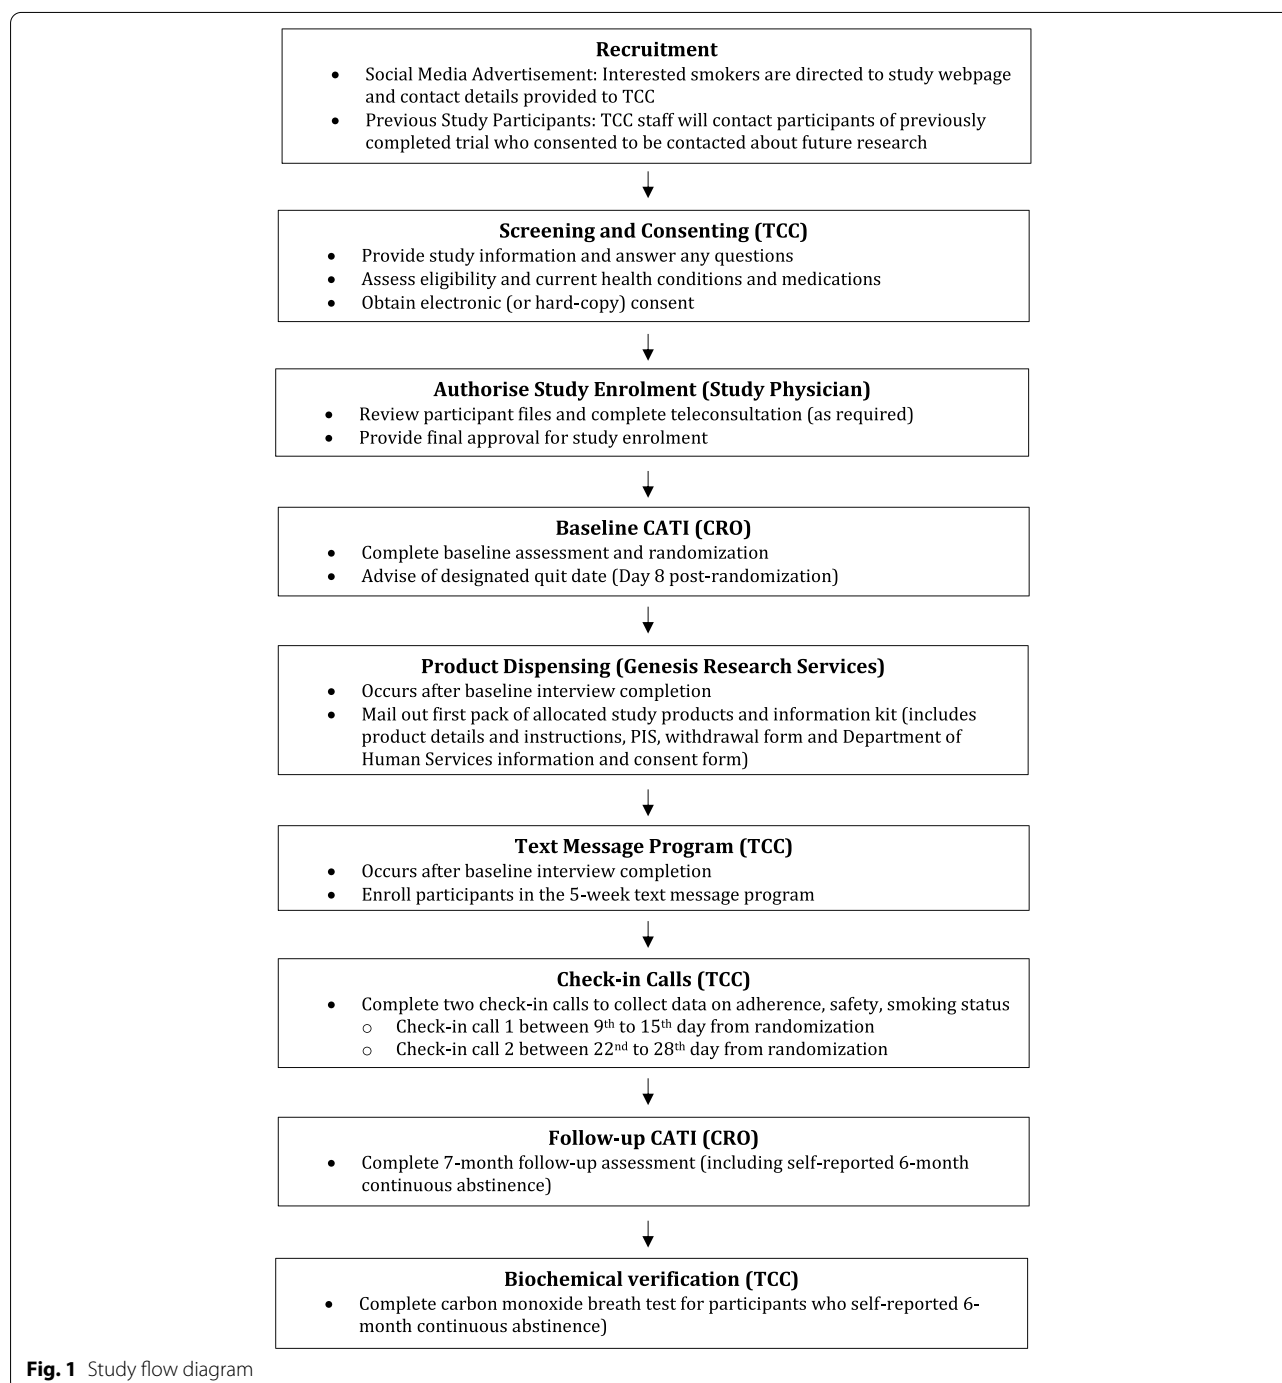 Recruitment
• Social Media Advertisement: Interested smokers are directed to study webpage
and contact details provided to TCC
• Previous Study Participants: TCC staff will contact participants of previously
completed trial who consented to be contacted about future research
Screening and Consenting (TCC)
• Provide study information and answer any questions
• Assess eligibility and current health conditions and medications
• Obtain electronic (or hard-copy) consent
Authorise Study Enrolment (Study Physician)
• Review participant files and complete teleconsultation (as required)
• Provide final approval for study enrolment
Baseline CATI (CRO)
• Complete baseline assessment and randomization
• Advise of designated quit date (Day 8 post-randomization)
Product Dispensing (Genesis Research Services)
• Occurs after baseline interview completion
• Mail out first pack of allocated study products and information kit (includes
product details and instructions, PIS, withdrawal form and Department of
Human Services information and consent form)
Text Message Program (TCC)
• Occurs after baseline interview completion
• Enroll participants in the 5-week text message program
Check-in Calls (TCC)
• Complete two check-in calls to collect data on adherence, safety, smoking status
o Check-in call 1 between 9th to 15th day from randomization
o Check-in call 2 between 22nd to 28th day from randomization
Follow-up CATI (CRO)
• Complete 7-month follow-up assessment (including self-reported 6-month
continuous abstinence)
Biochemical verification (TCC)
• Complete carbon monoxide breath test for participants who self-reported 6-
month continuous abstinence)
Fig. 1 Study flow diagram